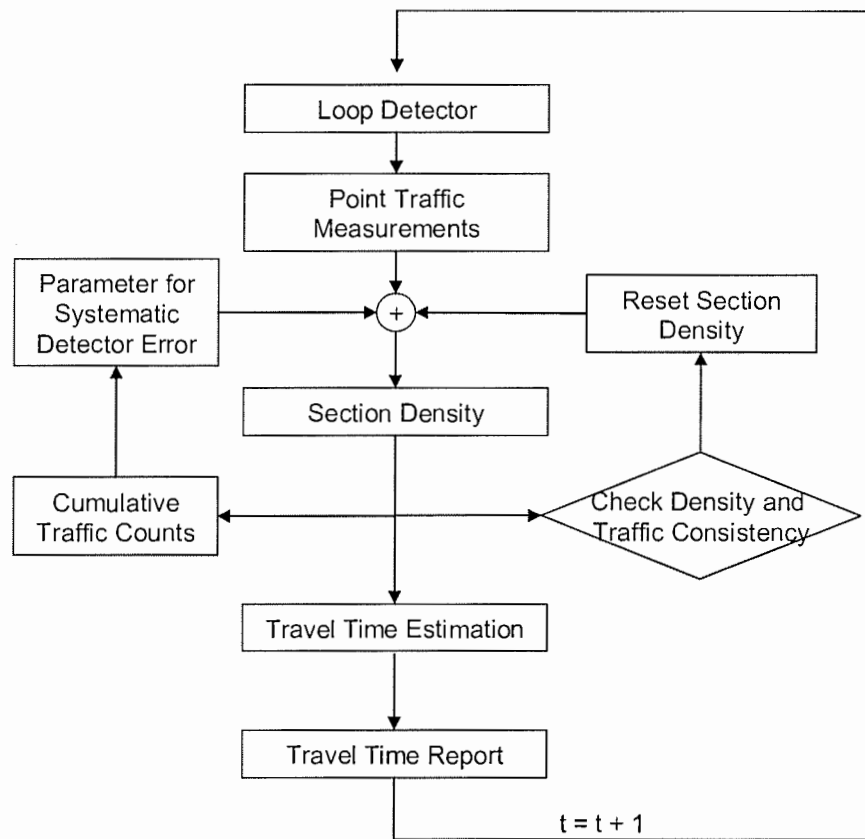 Loop Detector
Point Traffic
Measurements
Parameter for
Systematic
Detector Error
+
Reset Section
Density
Section Density
Cumulative
Traffic Counts
Check Density and
Traffic Consistency
Travel Time Estimation
Travel Time Report
t = t + 1